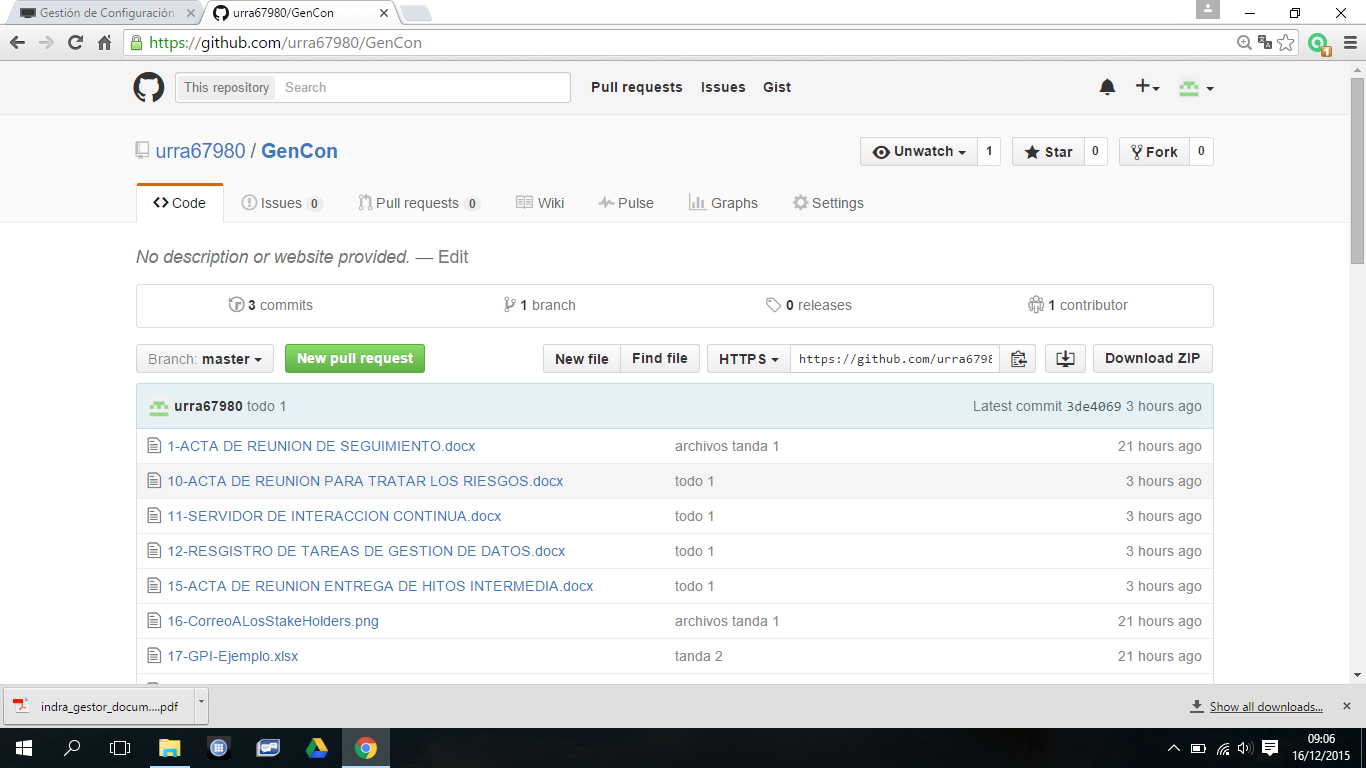 Gestión de Configuración
urra67980/GenCon
https://github.com/urra67980/GenCon
1
This repository Search Pull requests Issues Gist
urra67980 / GenCon
Unwatch 1 Star 0 Fork 0
Code Issues 0 Pull requests 0 Wiki Pulse Graphs Settings
No description or website provided. — Edit
3 commits 1 branch 0 releases 1 contributor
Branch: master New pull request New file Find file HTTPS https://github.com/urra6798 Download ZIP
urra67980 todo 1 Latest commit 3de4069 3 hours ago
1-ACTA DE REUNION DE SEGUIMIENTO.docx archivos tanda 1 21 hours ago
10-ACTA DE REUNION PARA TRATAR LOS RIESGOS.docx todo 1 3 hours ago
11-SERVIDOR DE INTERACCION CONTINUA.docx todo 1 3 hours ago
12-RESGISTRO DE TAREAS DE GESTION DE DATOS.docx todo 1 3 hours ago
15-ACTA DE REUNION ENTREGA DE HITOS INTERMEDIA.docx todo 1 3 hours ago
16-CorreoALosStakeHolders.png archivos tanda 1 21 hours ago
17-GPI-Ejemplo.xlsx tanda 2 21 hours ago
indra_gestor_docum....pdf Show all downloads...
09:06
16/12/2015